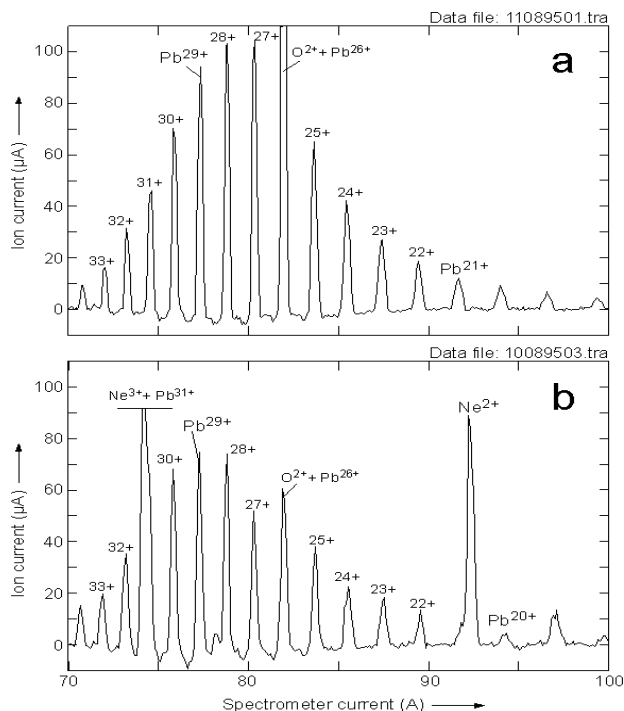 Data file: 11089501.tra
a
100
80
60
40
20
0
Ion current (µA)
33+
32+
31+
30+
Pb29+
28+
27+
O2+ + Pb26+
25+
24+
23+
22+
Pb21+
Data file: 10089503.tra
b
100
80
60
40
20
0
Ion current (µA)
33+
32+
Ne3++ Pb31+
30+
Pb29+
28+
27+
O2++ Pb26+
25+
24+
23+
22+
Ne2+
Pb20+
70 80 90 100
Spectrometer current (A)